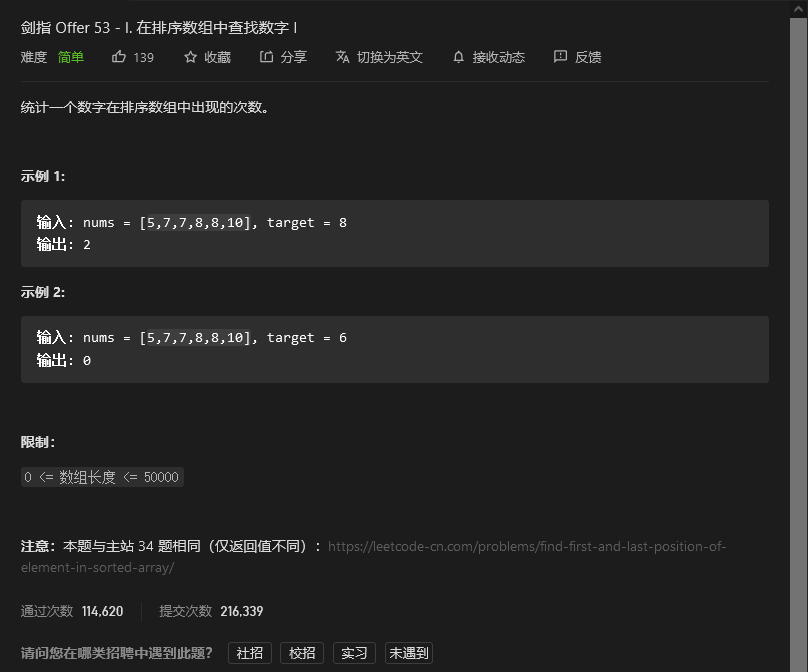 剑指 Offer 53 - I. 在排序数组中查找数字 I
难度 简单 139 收藏 分享 切换为英文 接收动态 反馈
统计一个数字在排序数组中出现的次数。
示例 1:
输入: nums = [5,7,7,8,8,10], target = 8
输出: 2
示例 2:
输入: nums = [5,7,7,8,8,10], target = 6
输出: 0
限制：
0 <= 数组长度 <= 50000
注意：本题与主站 34 题相同（仅返回值不同）：https://leetcode-cn.com/problems/find-first-and-last-position-of-
element-in-sorted-array/
通过次数 114,620 提交次数 216,339
请问您在哪类招聘中遇到此题？ 社招 校招 实习 未遇到